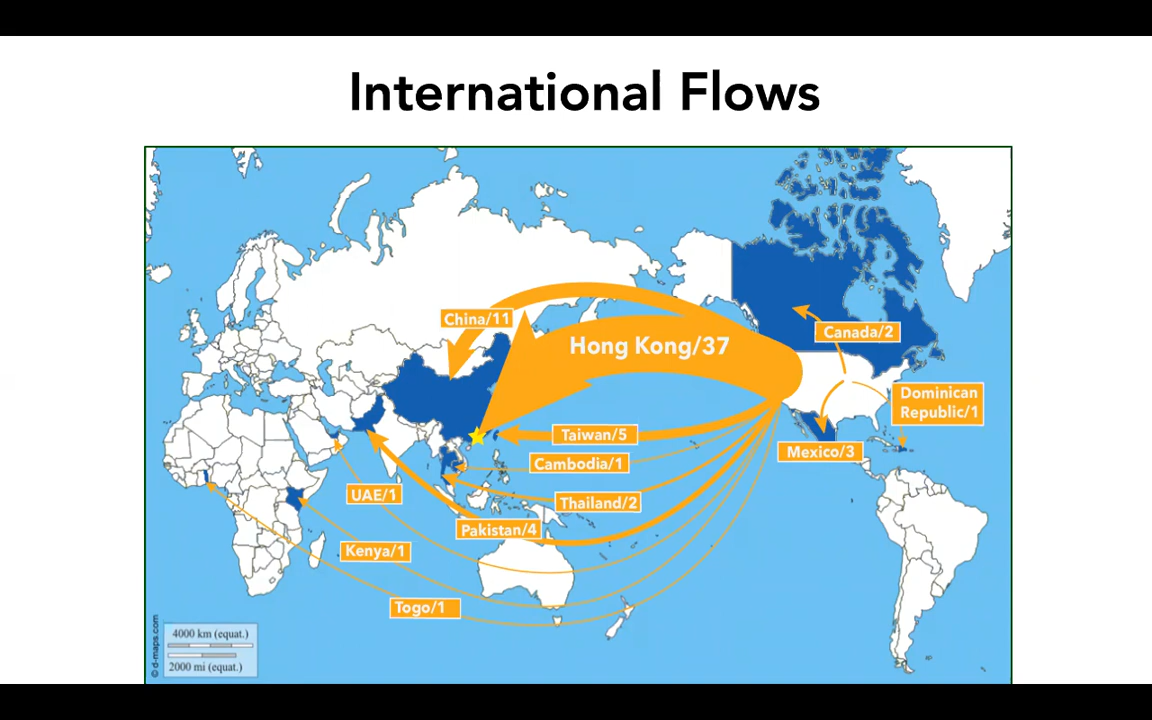 International Flows
China/11
Hong Kong/37
Canada/2
Dominican
Republic/1
Taiwan/5
Mexico/3
Cambodia/1
UAE/1
Thailand/2
Pakistan/4
Kenya/1
Togo/1
4000 km (equat.)
2000 mi (equat.)
© d-maps.com